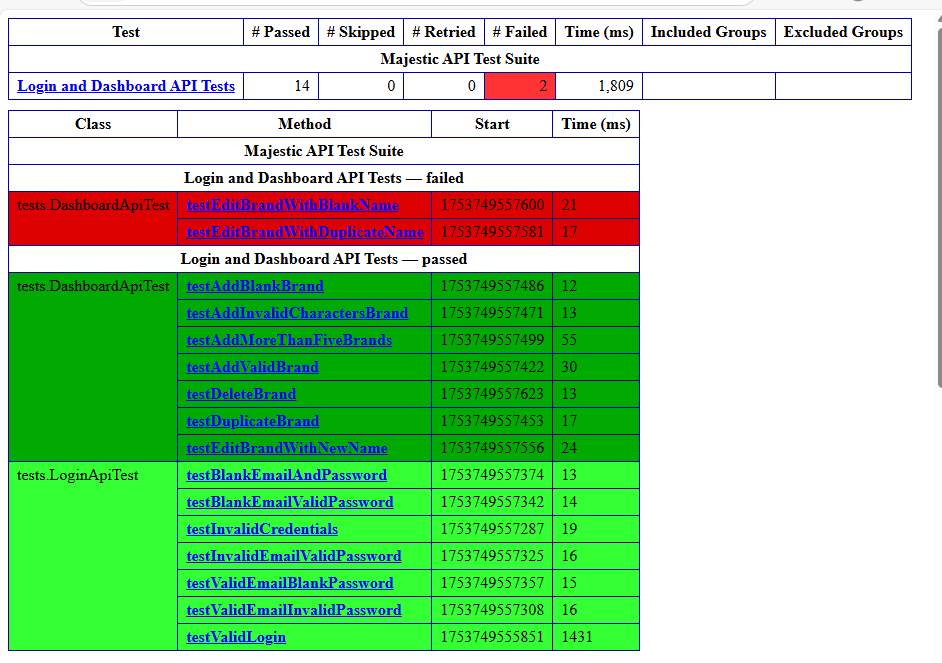 Test # Passed # Skipped # Retried # Failed Time (ms) Included Groups Excluded Groups
Majestic API Test Suite
Login and Dashboard API Tests 14 0 0 2 1,809
Class Method Start Time (ms)
Majestic API Test Suite
Login and Dashboard API Tests — failed
tests.DashboardApiTest testEditBrandWithBlankName 1753749557600 21
testEditBrandWithDuplicateName 1753749557581 17
Login and Dashboard API Tests — passed
tests.DashboardApiTest testAddBlankBrand 1753749557486 12
testAddInvalidCharactersBrand 1753749557471 13
testAddMoreThanFiveBrands 1753749557499 55
testAddValidBrand 1753749557422 30
testDeleteBrand 1753749557623 13
testDuplicateBrand 1753749557453 17
testEditBrandWithNewName 1753749557556 24
tests.LoginApiTest testBlankEmailAndPassword 1753749557374 13
testBlankEmailValidPassword 1753749557342 14
testInvalidCredentials 1753749557287 19
testInvalidEmailValidPassword 1753749557325 16
testValidEmailBlankPassword 1753749557357 15
testValidEmailInvalidPassword 1753749557308 16
testValidLogin 1753749555851 1431